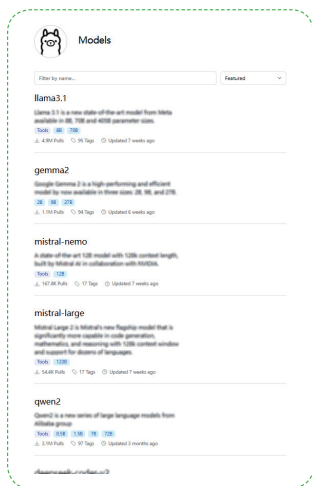 Models
Filter by name...
Featured
llama3.1
Llama 3.1 is a new state-of-the-art model from Meta
available in 8B, 70B and 405B parameter sizes.
Tools 8B 70B
4.8M Pulls 95 Tags Updated 7 weeks ago
gemma2
Google Gemma 2 is a high-performing and efficient
model by now available in three sizes: 2B, 9B, and 27B.
2B 9B 27B
1.1M Pulls 94 Tags Updated 6 weeks ago
mistral-nemo
A state-of-the-art 12B model with 128k context length,
built by Mistral AI in collaboration with NVIDIA.
Tools 12B
167.8K Pulls 17 Tags Updated 7 weeks ago
mistral-large
Mistral Large 2 is Mistral's new flagship model that is
significantly more capable in code generation,
mathematics, and reasoning with 128k context window
and support for dozens of languages.
Tools 123B
54.4K Pulls 17 Tags Updated 7 weeks ago
qwen2
Qwen2 is a new series of large language models from
Alibaba group
Tools 0.5B 1.5B 7B 72B
3.1M Pulls 97 Tags Updated 3 months ago
deepseek-coder-v2